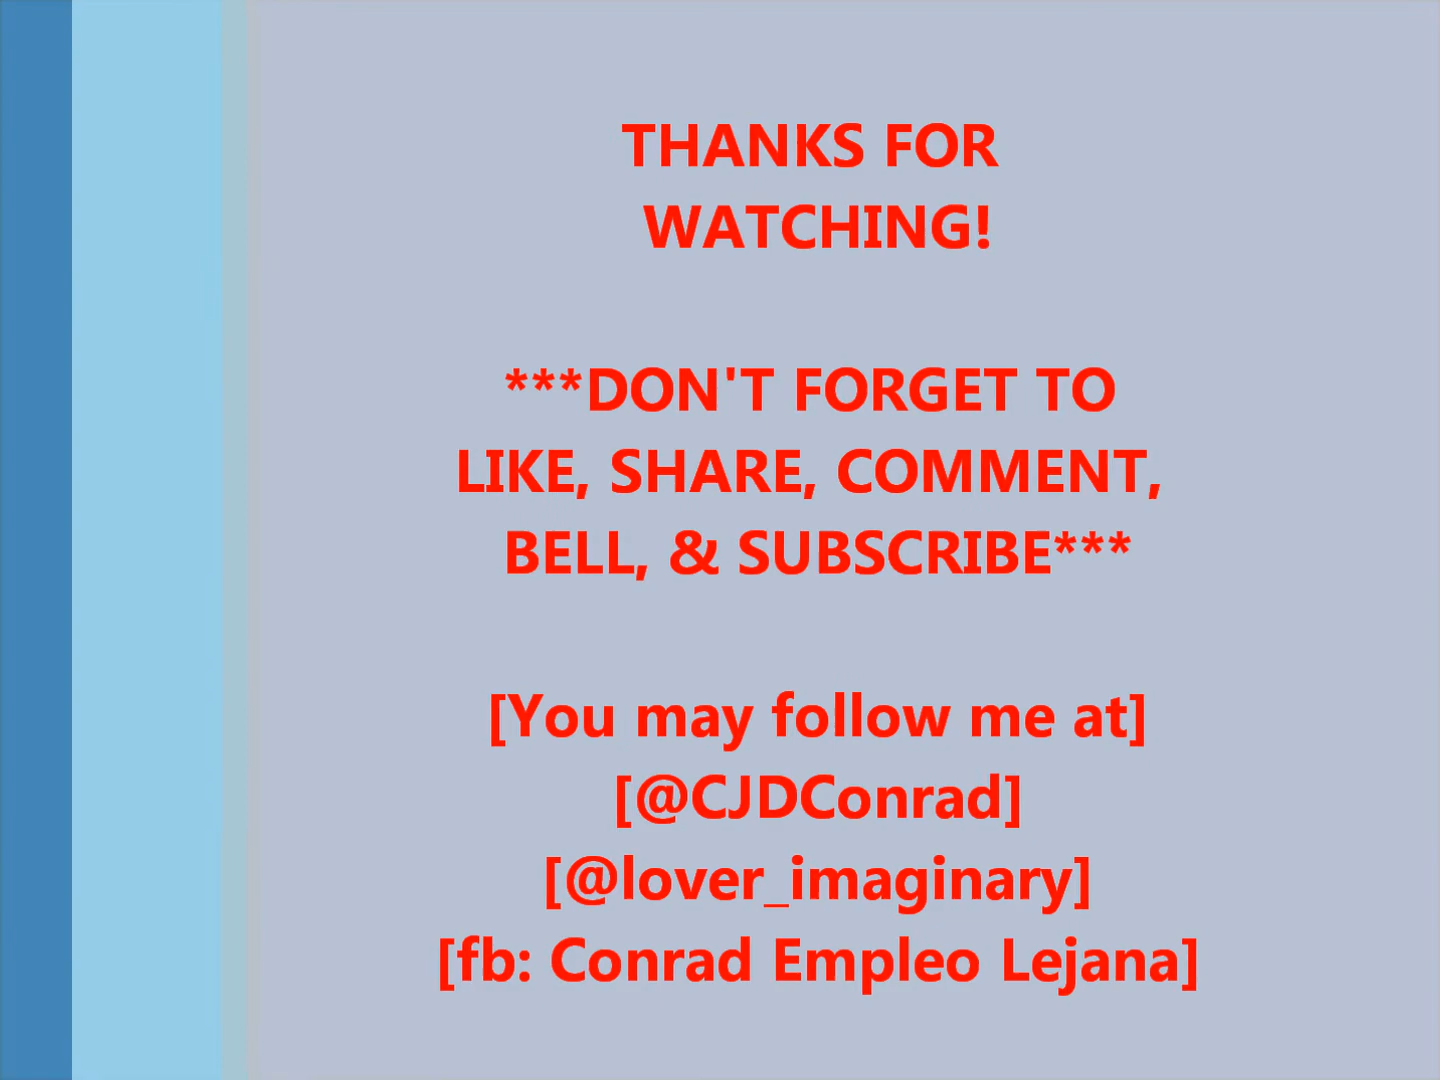 THANKS FOR
WATCHING!
***DON'T FORGET TO
LIKE, SHARE, COMMENT,
BELL, & SUBSCRIBE***
[You may follow me at]
[@CJDConrad]
[@lover_imaginary]
[fb: Conrad Empleo Lejana]